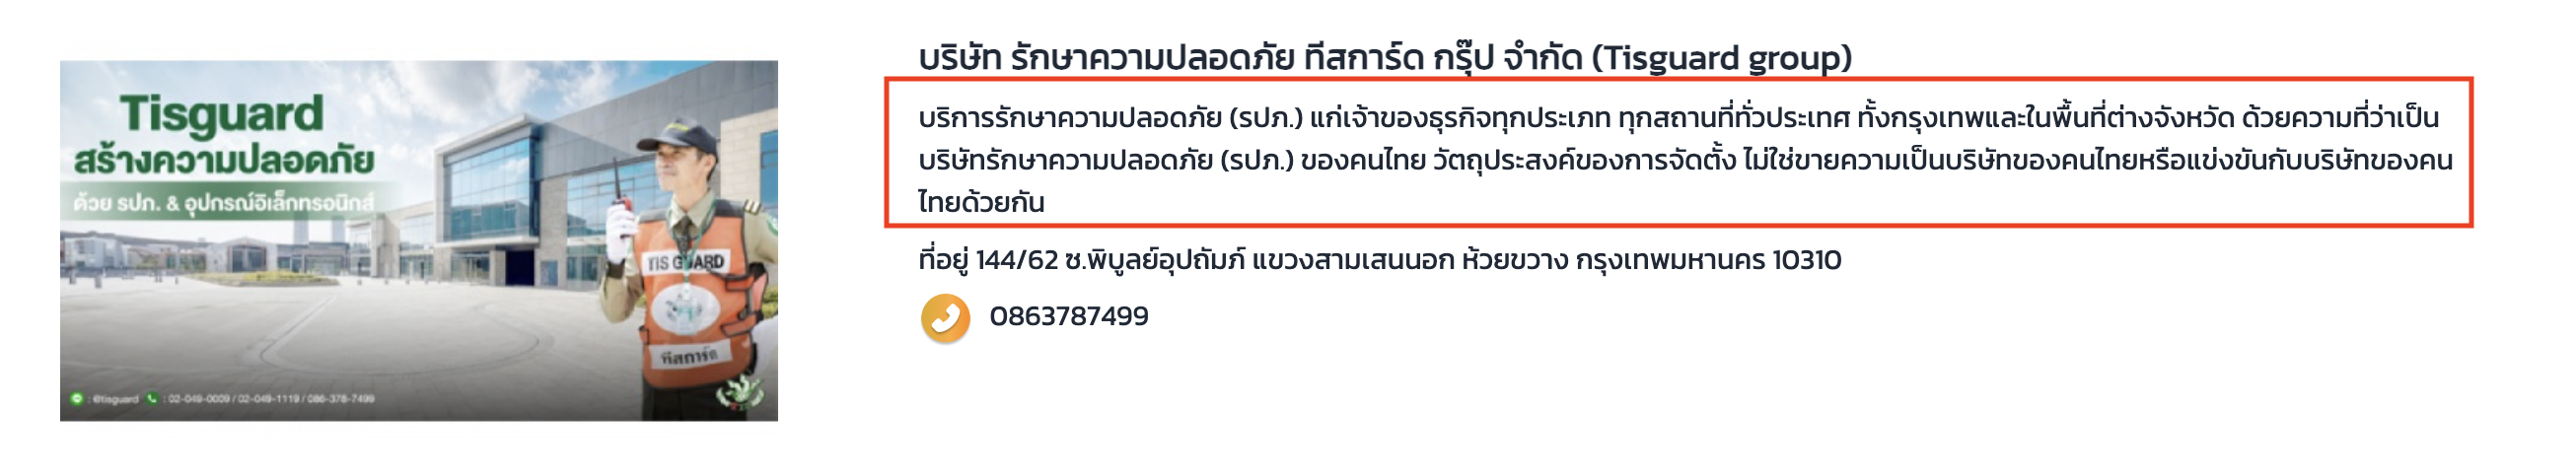 Tisguard
สร้างความปลอดภัย
ด้วย รปภ. & อุปกรณ์อิเล็กทรอนิกส์
TIS GUARD
ทีสการ์ด
: @tisguard : 02-049-0009 / 02-049-1119 / 086-378-7499
บริษัท รักษาความปลอดภัย ทีสการ์ด กรุ๊ป จำกัด (Tisguard group)
บริการรักษาความปลอดภัย (รปภ.) แก่เจ้าของธุรกิจทุกประเภท ทุกสถานที่ทั่วประเทศ ทั้งกรุงเทพและในพื้นที่ต่างจังหวัด ด้วยความที่ว่าเป็น
บริษัทรักษาความปลอดภัย (รปภ.) ของคนไทย วัตถุประสงค์ของการจัดตั้ง ไม่ใช่ขายความเป็นบริษัทของคนไทยหรือแข่งขันกับบริษัทของคน
ไทยด้วยกัน
ที่อยู่ 144/62 ซ.พิบูลย์อุปถัมภ์ แขวงสามเสนนอก ห้วยขวาง กรุงเทพมหานคร 10310
0863787499